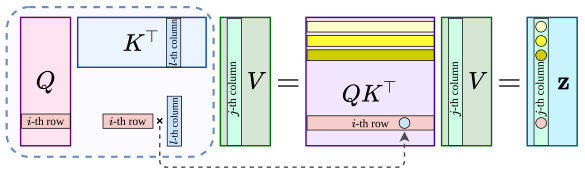 Q
i-th row
K⊤
l-th column
i-th row ×
l-th column
j-th column
V
=
QK⊤
i-th row
j-th column
V
=
j-th column
z